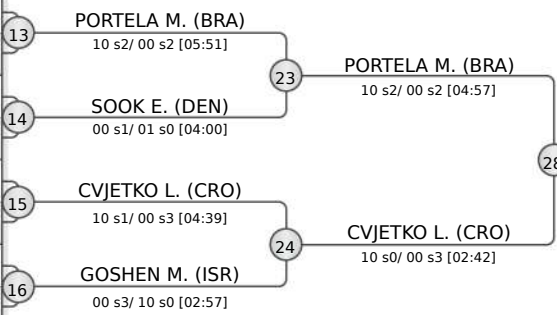 PORTELA M. (BRA)
13
10 s2/ 00 s2 [05:51]
23
PORTELA M. (BRA)
10 s2/ 00 s2 [04:57]
SOOK E. (DEN)
14
00 s1/ 01 s0 [04:00]
28
CVJETKO L. (CRO)
15
10 s1/ 00 s3 [04:39]
24
CVJETKO L. (CRO)
10 s0/ 00 s3 [02:42]
GOSHEN M. (ISR)
16
00 s3/ 10 s0 [02:57]